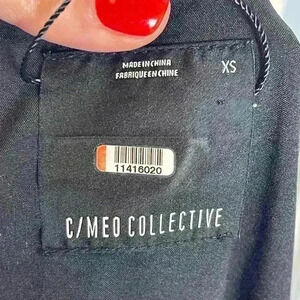 MADE IN CHINA
FABRIQUE EN CHINE
XS
11416020
C/MEO COLLECTIVE